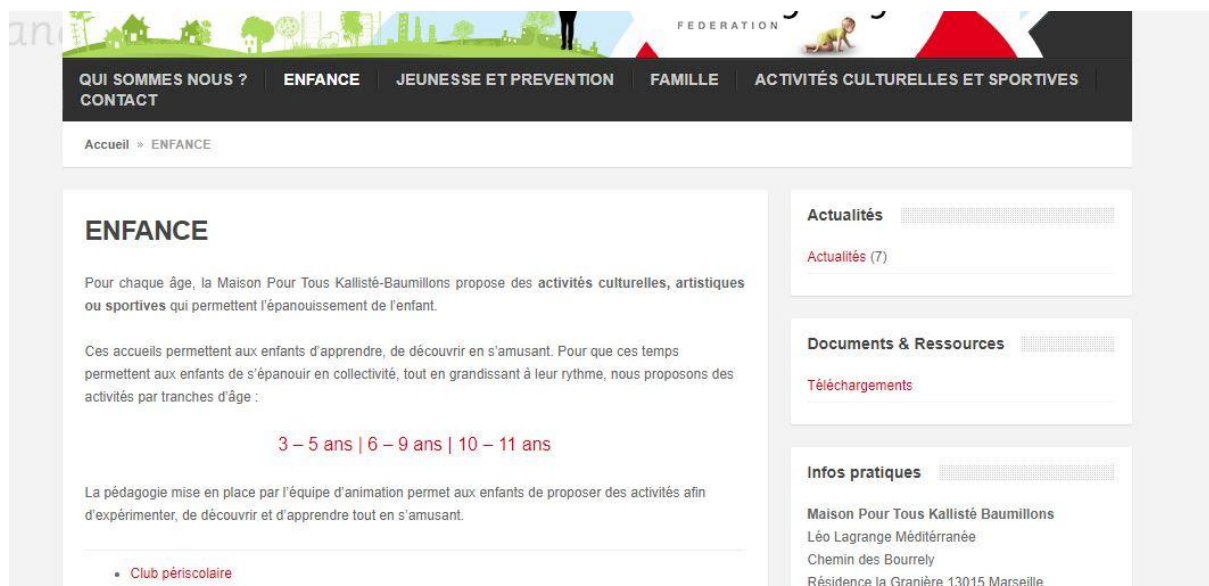 FEDERATION
QUI SOMMES NOUS ?
ENFANCE
JEUNESSE ET PREVENTION
FAMILLE
ACTIVITÉS CULTURELLES ET SPORTIVES
CONTACT
Accueil » ENFANCE
ENFANCE
Pour chaque âge, la Maison Pour Tous Kallisté-Baumillons propose des activités culturelles, artistiques
ou sportives qui permettent l'épanouissement de l'enfant.
Ces accueils permettent aux enfants d'apprendre, de découvrir en s'amusant. Pour que ces temps
permettent aux enfants de s'épanouir en collectivité, tout en grandissant à leur rythme, nous proposons des
activités par tranches d'âge :
3 – 5 ans | 6 – 9 ans | 10 – 11 ans
La pédagogie mise en place par l'équipe d'animation permet aux enfants de proposer des activités afin
d'expérimenter, de découvrir et d'apprendre tout en s'amusant.
• Club périscolaire
Actualités
Actualités (7)
Documents & Ressources
Téléchargements
Infos pratiques
Maison Pour Tous Kallisté Baumillons
Léo Lagrange Méditérranée
Chemin des Bourrely
Résidence la Granière 13015 Marseille